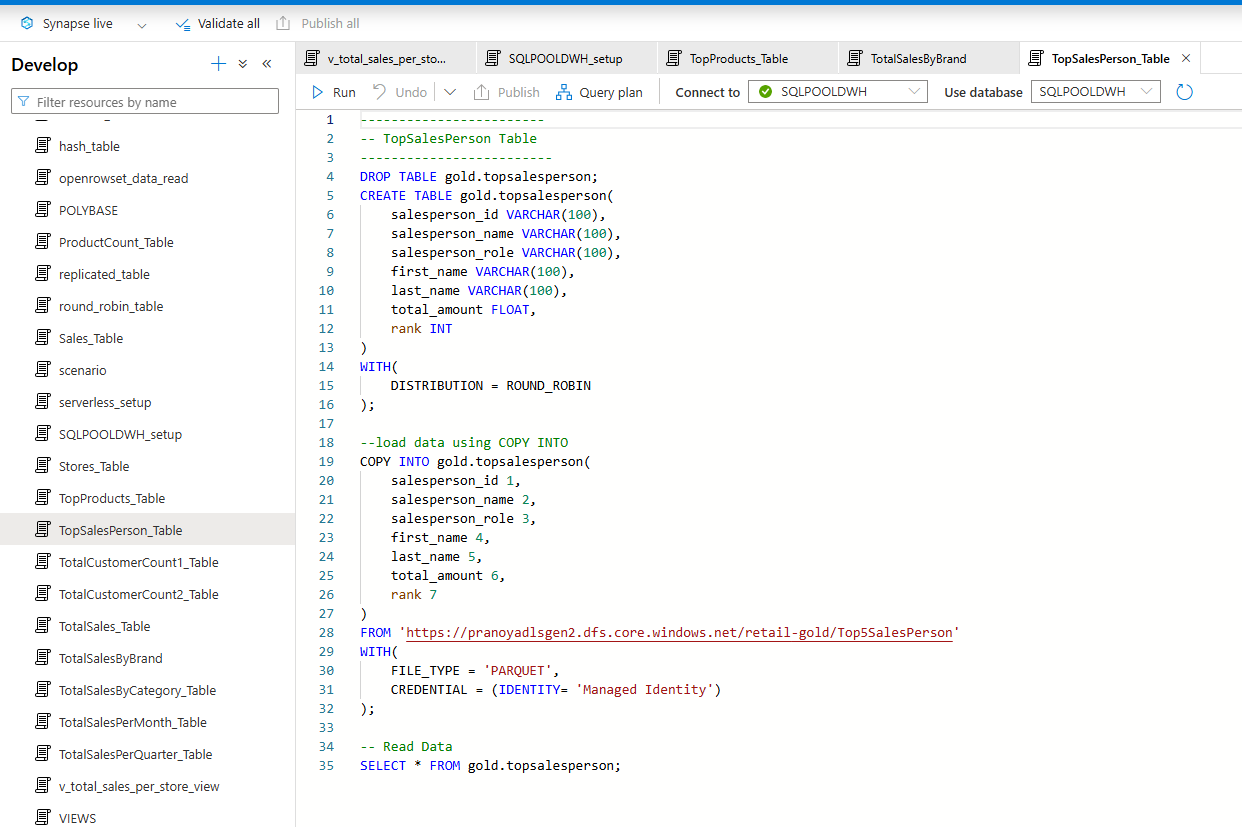 Synapse live
Validate all
Publish all
Develop
Filter resources by name
hash_table
openrowset_data_read
POLYBASE
ProductCount_Table
replicated_table
round_robin_table
Sales_Table
scenario
serverless_setup
SQLPOOLDWH_setup
Stores_Table
TopProducts_Table
TopSalesPerson_Table
TotalCustomerCount1_Table
TotalCustomerCount2_Table
TotalSales_Table
TotalSalesByBrand
TotalSalesByCategory_Table
TotalSalesPerMonth_Table
TotalSalesPerQuarter_Table
v_total_sales_per_store_view
VIEWS
v_total_sales_per_sto...
SQLPOOLDWH_setup
TopProducts_Table
TotalSalesByBrand
TopSalesPerson_Table
Run
Undo
Publish
Query plan
Connect to
SQLPOOLDWH
Use database
SQLPOOLDWH
1 ------------------------
2 -- TopSalesPerson Table
3 -------------------------
4 DROP TABLE gold.topsalesperson;
5 CREATE TABLE gold.topsalesperson(
6 salesperson_id VARCHAR(100),
7 salesperson_name VARCHAR(100),
8 salesperson_role VARCHAR(100),
9 first_name VARCHAR(100),
10 last_name VARCHAR(100),
11 total_amount FLOAT,
12 rank INT
13 )
14 WITH(
15 DISTRIBUTION = ROUND_ROBIN
16 );
17
18 --load data using COPY INTO
19 COPY INTO gold.topsalesperson(
20 salesperson_id 1,
21 salesperson_name 2,
22 salesperson_role 3,
23 first_name 4,
24 last_name 5,
25 total_amount 6,
26 rank 7
27 )
28 FROM 'https://pranoyadlsgen2.dfs.core.windows.net/retail-gold/Top5SalesPerson'
29 WITH(
30 FILE_TYPE = 'PARQUET',
31 CREDENTIAL = (IDENTITY= 'Managed Identity')
32 );
33
34 -- Read Data
35 SELECT * FROM gold.topsalesperson;